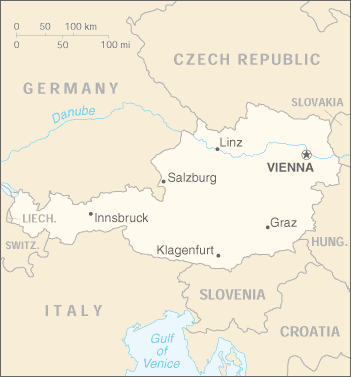 0 50 100 km
0 50 100 mi
CZECH REPUBLIC
GERMANY
SLOVAKIA
Danube
Linz
VIENNA
Salzburg
LIECH.
Innsbruck
Graz
SWITZ.
HUNG.
Klagenfurt
SLOVENIA
ITALY
CROATIA
Gulf
of
Venice